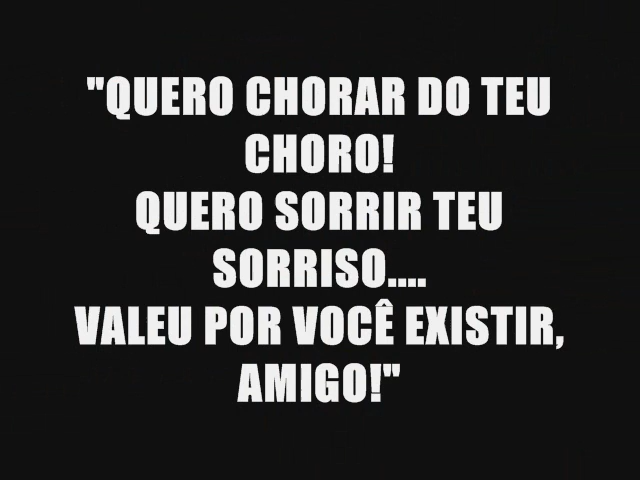 "QUERO CHORAR DO TEU
CHORO!
QUERO SORRIR TEU
SORRISO....
VALEU POR VOCÊ EXISTIR,
AMIGO!"